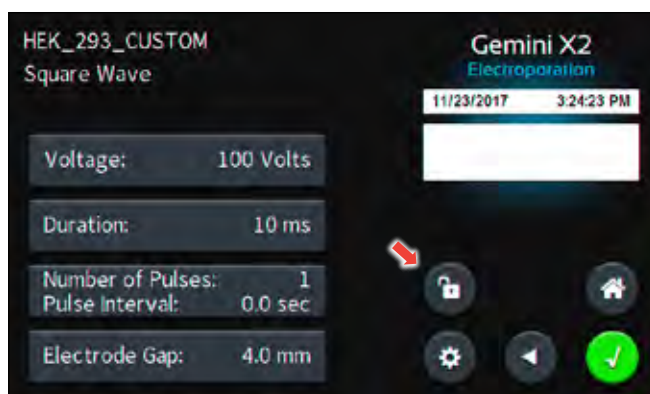 HEK_293_CUSTOM
Square Wave
Voltage: 100 Volts
Duration: 10 ms
Number of Pulses: 1
Pulse Interval: 0.0 sec
Electrode Gap: 4.0 mm
Gemini X2
Electroporation
11/23/2017 3:24:23 PM